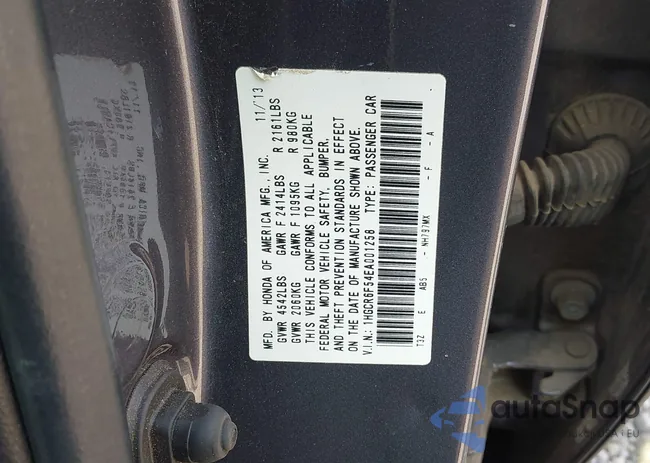 MFD. BY HONDA OF AMERICA MFG., INC. 11/'13
GVWR 4542LBS GAWR F 2414LBS R 2161LBS
GVWR 2060KG GAWR F 1095KG R 980KG
THIS VEHICLE CONFORMS TO ALL APPLICABLE
FEDERAL MOTOR VEHICLE SAFETY, BUMPER,
AND THEFT PREVENTION STANDARDS IN EFFECT
ON THE DATE OF MANUFACTURE SHOWN ABOVE.
V.I.N.: 1HGCR6F54EA001258 TYPE: PASSENGER CAR
T3Z E AB5 - NH797MX - F - A -
autoSnap